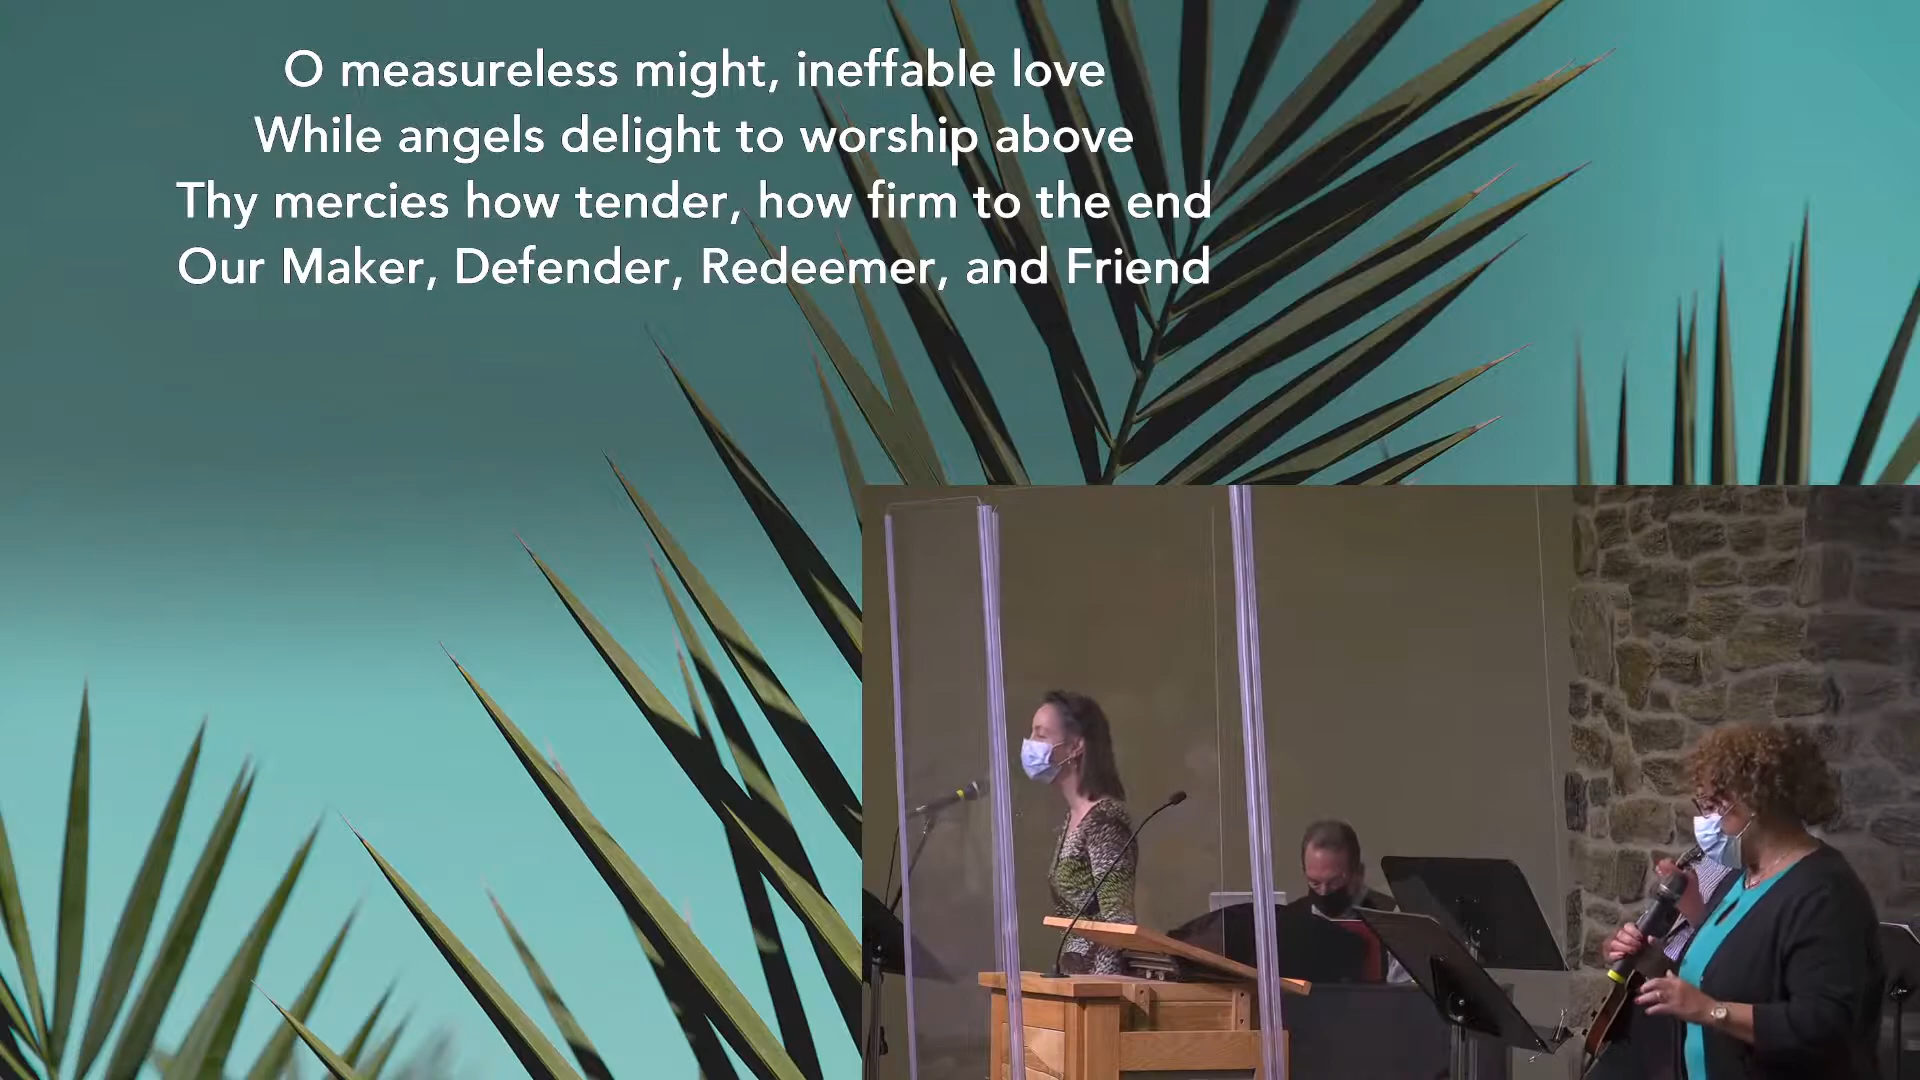 O measureless might, ineffable love
While angels delight to worship above
Thy mercies how tender, how firm to the end
Our Maker, Defender, Redeemer, and Friend